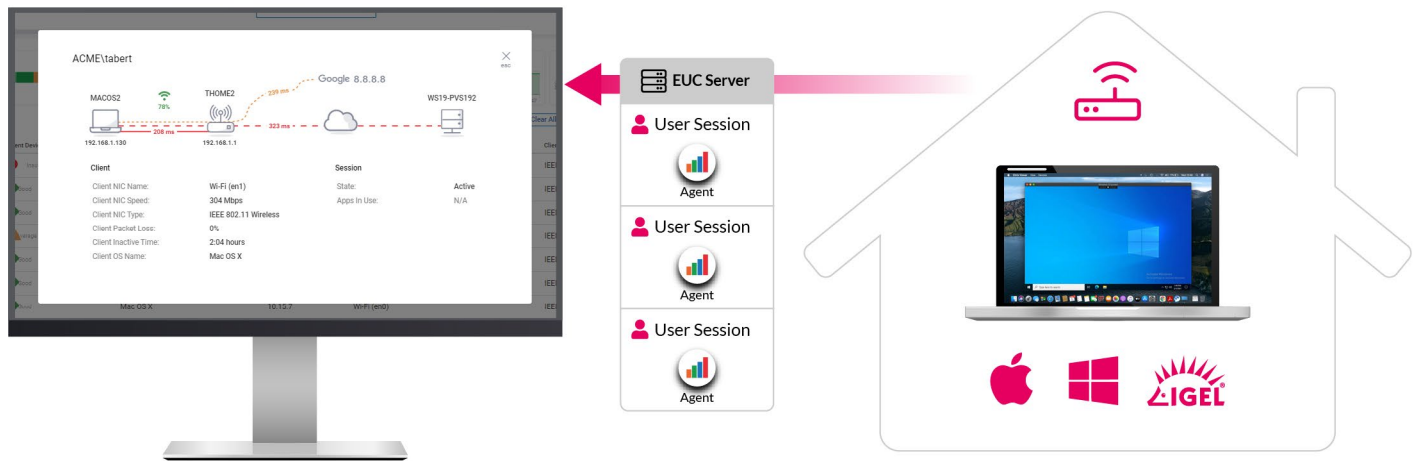 ACME\tabert
esc
Google 8.8.8.8
239 ms
MACOS2
78%
THOME2
WS19-PVS192
208 ms
323 ms
192.168.1.130
192.168.1.1
Client
Client NIC Name: Wi-Fi (en1)
Client NIC Speed: 304 Mbps
Client NIC Type: IEEE 802.11 Wireless
Client Packet Loss: 0%
Client Inactive Time: 2:04 hours
Client OS Name: Mac OS X
Session
State: Active
Apps In Use: N/A
Clear All
Mac OS X 10.15.7 Wi-Fi (en0)
EUC Server
User Session
Agent
User Session
Agent
User Session
Agent
IGEL®